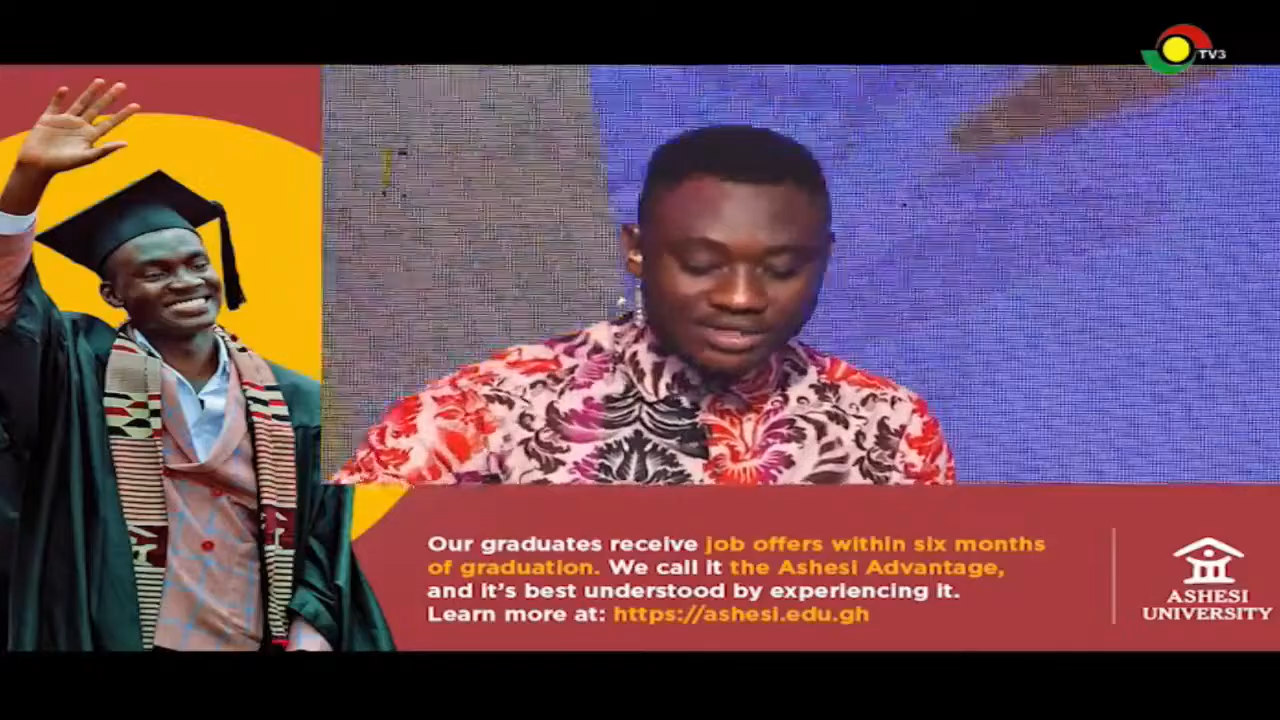 TV3
Our graduates receive job offers within six months
of graduation. We call it the Ashesi Advantage,
and it's best understood by experiencing it.
Learn more at: https://ashesi.edu.gh
ASHESI
UNIVERSITY